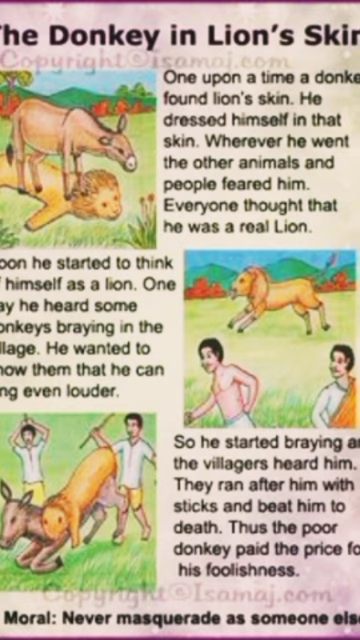 The Donkey in Lion's Skin
Copyright©Isamaj.com
One upon a time a donke
found lion's skin. He
dressed himself in that
skin. Wherever he went
the other animals and
people feared him.
Everyone thought that
he was a real Lion.
oon he started to think
f himself as a lion. One
ay he heard some
onkeys braying in the
llage. He wanted to
how them that he can
ng even louder.
So he started braying an
the villagers heard him.
They ran after him with
sticks and beat him to
death. Thus the poor
donkey paid the price fo
his foolishness.
Copyright©Isamaj.com
Moral: Never masquerade as someone else